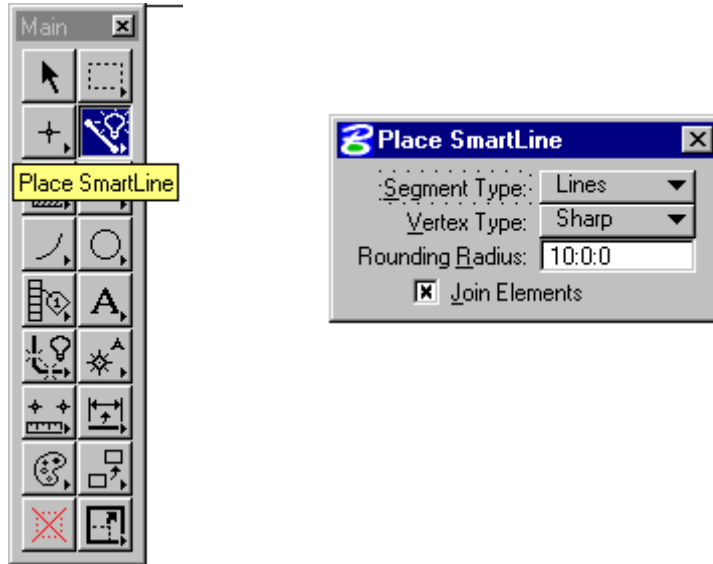 Main
Place SmartLine
A
A
Place SmartLine
Segment Type: Lines
Vertex Type: Sharp
Rounding Radius: 10:0:0
Join Elements